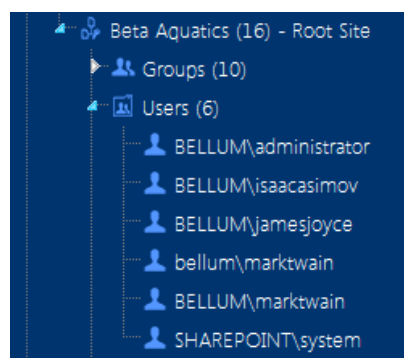 Beta Aquatics (16) - Root Site
Groups (10)
Users (6)
BELLUM\administrator
BELLUM\isaacasimov
BELLUM\jamesjoyce
bellum\marktwain
BELLUM\marktwain
SHAREPOINT\system